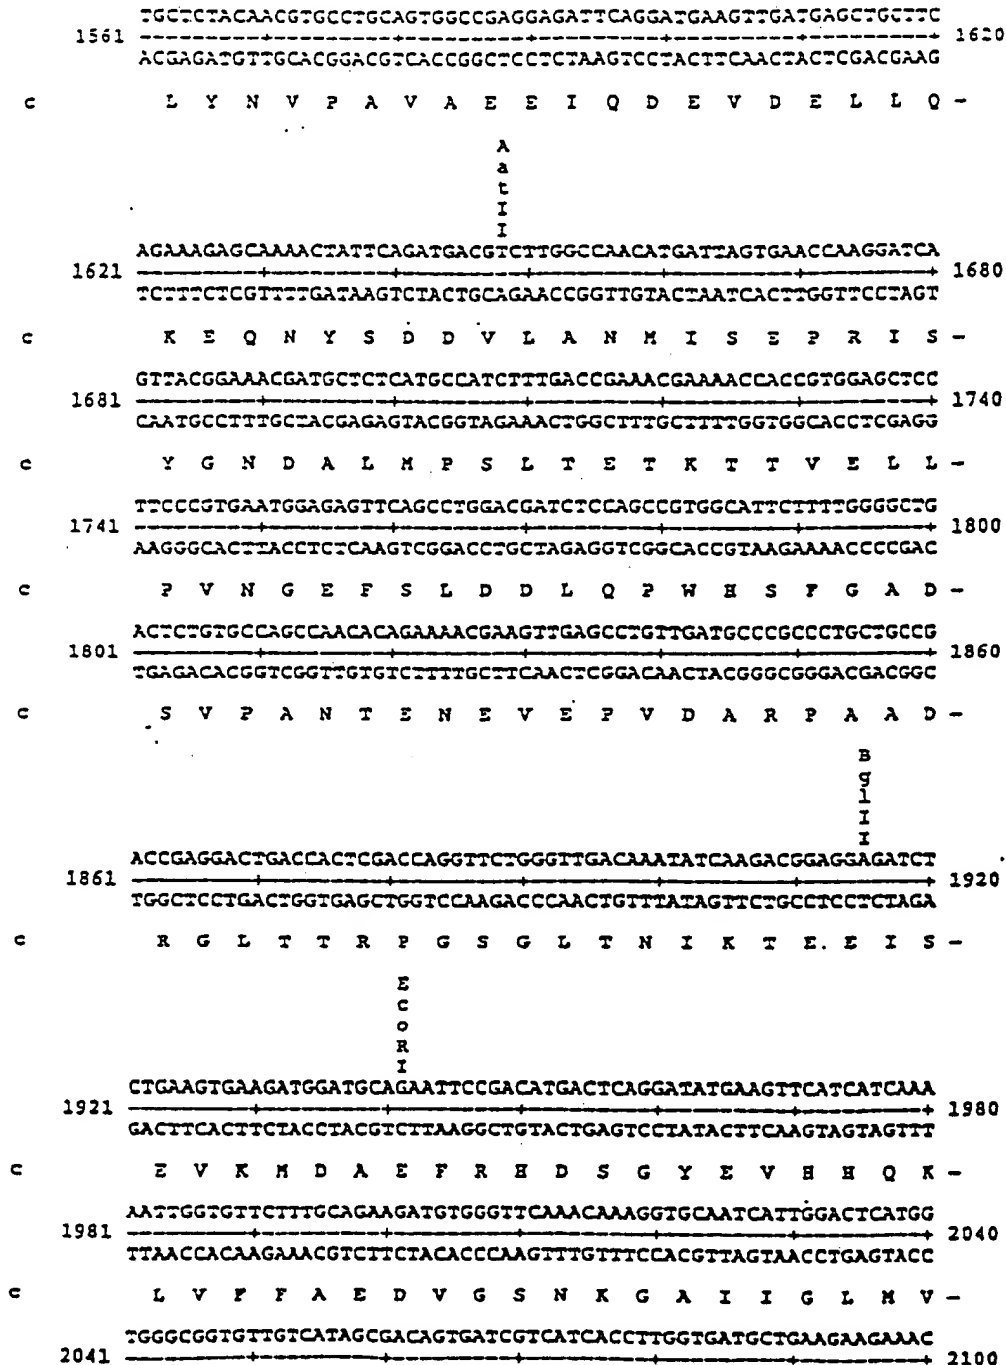 TGCTCTACAACGTGCCTGCAGTGGCCGAGGAGATTCAGGATGAAGTTGATGAGCTGCTTC
1561 ---------+---------+---------+---------+---------+---------+ 1620
ACGAGATGTTGCACGGACGTCACCGGCTCCTCTAAGTCCTACTTCAACTACTCGACGAAG
c L Y N V P A V A E E I Q D E V D E L L Q -
A
a
t
I
I
AGAAAGAGCAAAACTATTCAGATGACGTCTTGGCCAACATGATTAGTGAACCAAGGATCA
1621 ---------+---------+---------+---------+---------+---------+ 1680
TCTTTCTCGTTTTGATAAGTCTACTGCAGAACCGGTTGTACTAATCACTTGGTTCCTAGT
c K E Q N Y S D D V L A N M I S E P R I S -
GTTACGGAAACGATGCTCTCATGCCATCTTTGACCGAAACGAAAACCACCGTGGAGCTCC
1681 ---------+---------+---------+---------+---------+---------+ 1740
CAATGCCTTTGCTACGAGAGTACGGTAGAAACTGGCTTTGCTTTTGGTGGCACCTCGAGG
c Y G N D A L M P S L T E T K T T V E L L -
TTCCCGTGAATGGAGAGTTCAGCCTGGACGATCTCCAGCCGTGGCATTCTTTTGGGGCTG
1741 ---------+---------+---------+---------+---------+---------+ 1800
AAGGGCACTTACCTCTCAAGTCGGACCTGCTAGAGGTCGGCACCGTAAGAAAACCCCGAC
c P V N G E F S L D D L Q P W H S F G A D -
ACTCTGTGCCAGCCAACACAGAAAACGAAGTTGAGCCTGTTGATGCCCGCCCTGCTGCCG
1801 ---------+---------+---------+---------+---------+---------+ 1860
TGAGACACGGTCGGTTGTGTCTTTTGCTTCAACTCGGACAACTACGGGCGGGACGACGGC
c S V P A N T E N E V E P V D A R P A A D -
B
g
l
I
I
ACCGAGGACTGACCACTCGACCAGGTTCTGGGTTGACAAATATCAAGACGGAGGAGATCT
1861 ---------+---------+---------+---------+---------+---------+ 1920
TGGCTCCTGACTGGTGAGCTGGTCCAAGACCCAACTGTTTATAGTTCTGCCTCCTCTAGA
c R G L T T R P G S G L T N I K T E E I S -
E
c
o
R
I
CTGAAGTGAAGATGGATGCAGAATTCCGACATGACTCAGGATATGAAGTTCATCATCAAA
1921 ---------+---------+---------+---------+---------+---------+ 1980
GACTTCACTTCTACCTACGTCTTAAGGCTGTACTGAGTCCTATACTTCAAGTAGTAGTTT
c E V K M D A E F R H D S G Y E V H H Q K -
AATTGGTGTTCTTTGCAGAAGATGTGGGTTCAAACAAAGGTGCAATCATTGGACTCATGG
1981 ---------+---------+---------+---------+---------+---------+ 2040
TTAACCACAAGAAACGTCTTCTACACCCAAGTTTGTTTCCACGTTAGTAACCTGAGTACC
c L V F F A E D V G S N K G A I I G L M V -
TGGGCGGTGTTGTCATAGCGACAGTGATCGTCATCACCTTGGTGATGCTGAAGAAGAAAC
2041 ---------+---------+---------+---------+---------+---------+ 2100